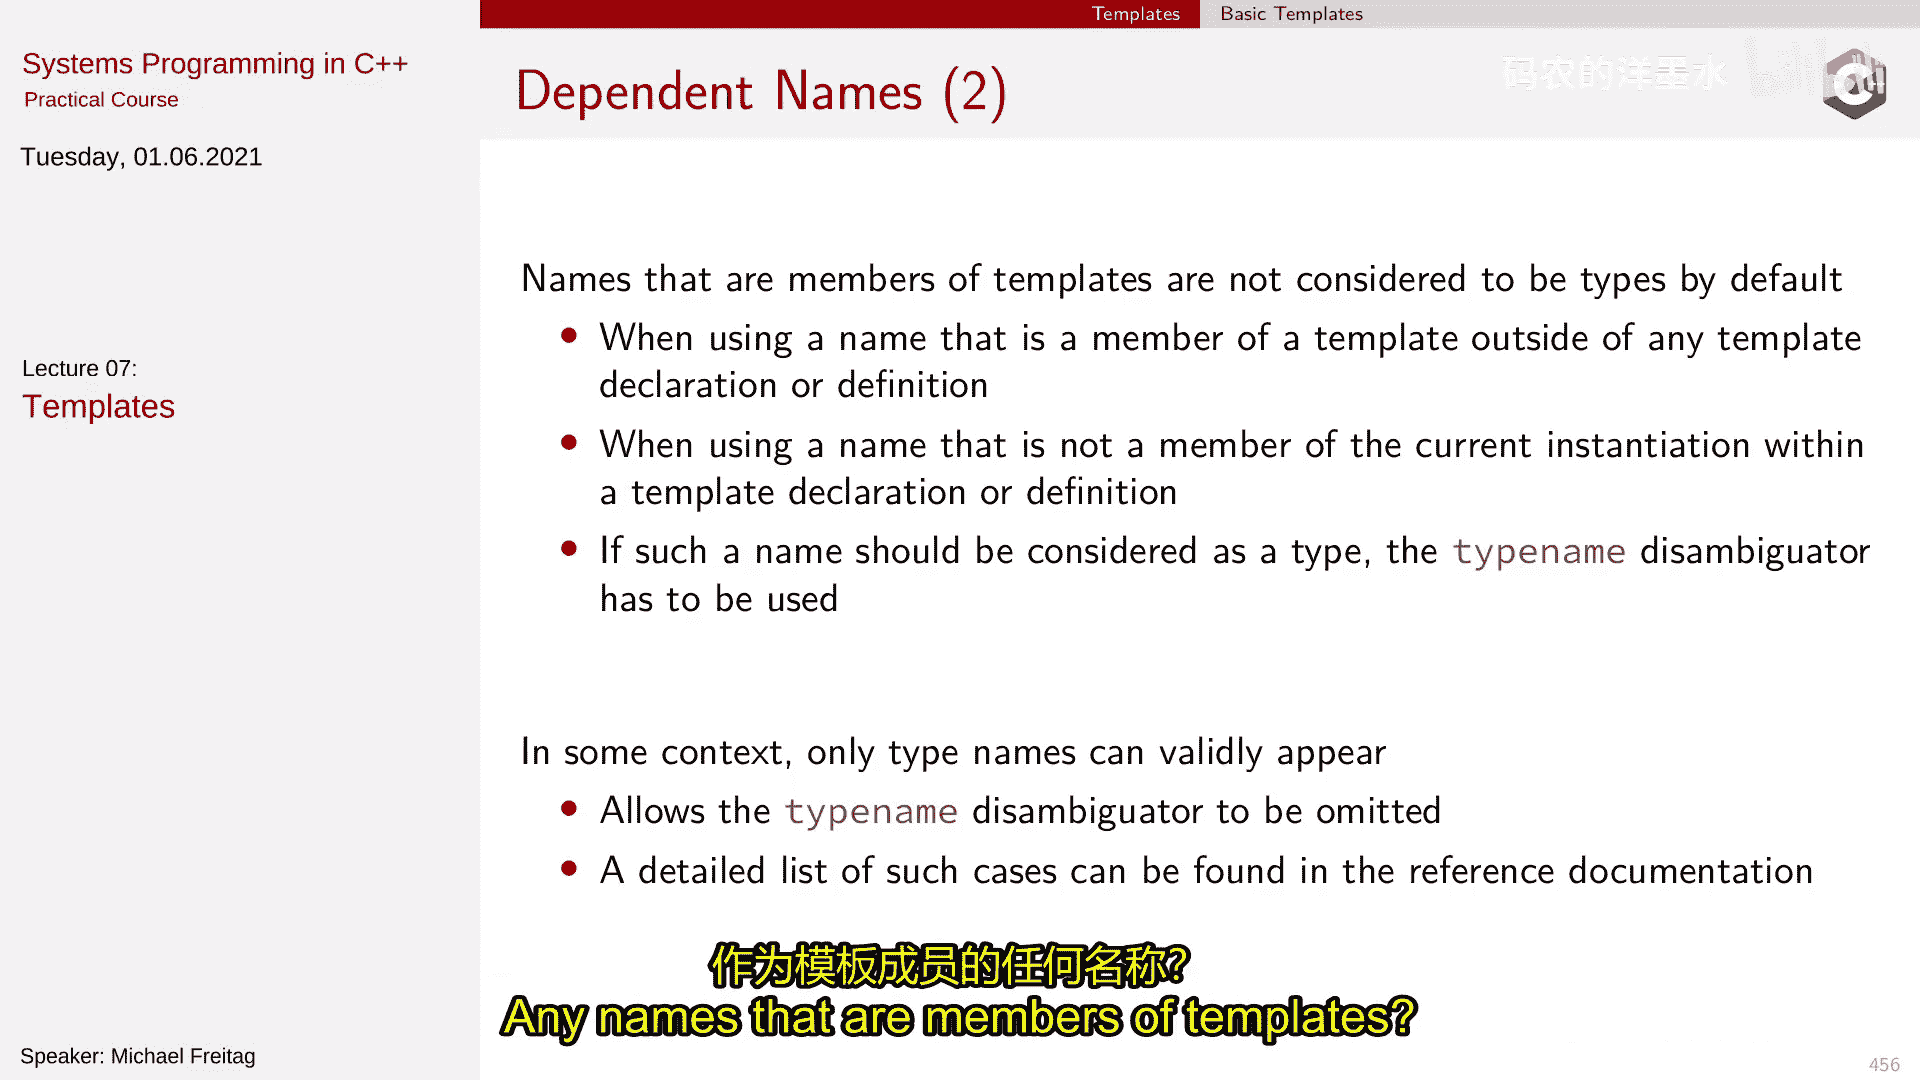 Templates
Basic Templates
Systems Programming in C++
Practical Course
Tuesday, 01.06.2021
Lecture 07:
Templates
Dependent Names (2)
码农的洋墨水
Names that are members of templates are not considered to be types by default
When using a name that is a member of a template outside of any template
declaration or definition
When using a name that is not a member of the current instantiation within
a template declaration or definition
If such a name should be considered as a type, the typename disambiguator
has to be used
In some context, only type names can validly appear
Allows the typename disambiguator to be omitted
A detailed list of such cases can be found in the reference documentation
作为模板成员的任何名称?
Any names that are members of templates?
Speaker: Michael Freitag
456